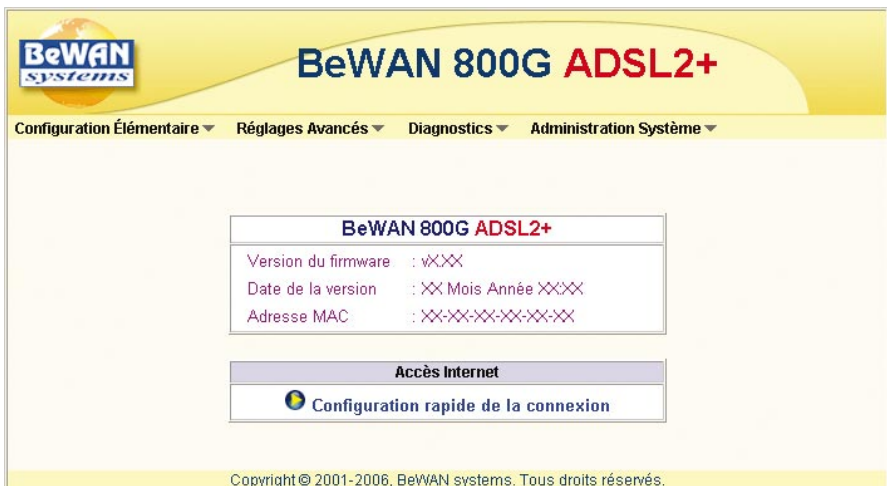 BeWAN
systems
BeWAN 800G ADSL2+
Configuration Élémentaire Réglages Avancés Diagnostics Administration Système
BeWAN 800G ADSL2+
Version du firmware : vX.XX
Date de la version : XX Mois Année XX:XX
Adresse MAC : XX-XX-XX-XX-XX-XX
Accès Internet
Configuration rapide de la connexion
Copyright © 2001-2006, BeWAN systems. Tous droits réservés.